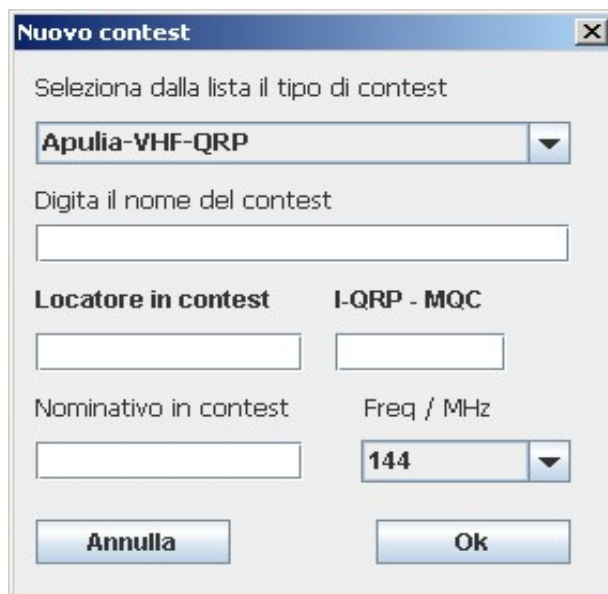 Nuovo contest
Seleziona dalla lista il tipo di contest
Apulia-VHF-QRP
Digita il nome del contest
Locatore in contest I-QRP - MQC
Nominativo in contest Freq / MHz
144
Annulla Ok